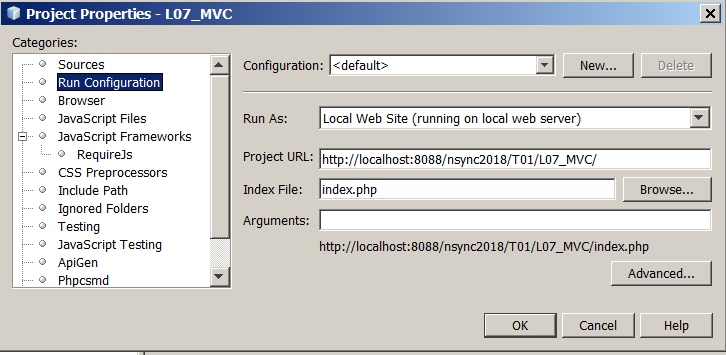 Project Properties - L07_MVC
Categories:
Sources
Run Configuration
Browser
JavaScript Files
JavaScript Frameworks
RequireJs
CSS Preprocessors
Include Path
Ignored Folders
Testing
JavaScript Testing
ApiGen
Phpcsmd
Configuration: <default> New... Delete
Run As: Local Web Site (running on local web server)
Project URL: http://localhost:8088/nsync2018/T01/L07_MVC/
Index File: index.php Browse...
Arguments:
http://localhost:8088/nsync2018/T01/L07_MVC/index.php
Advanced...
OK Cancel Help